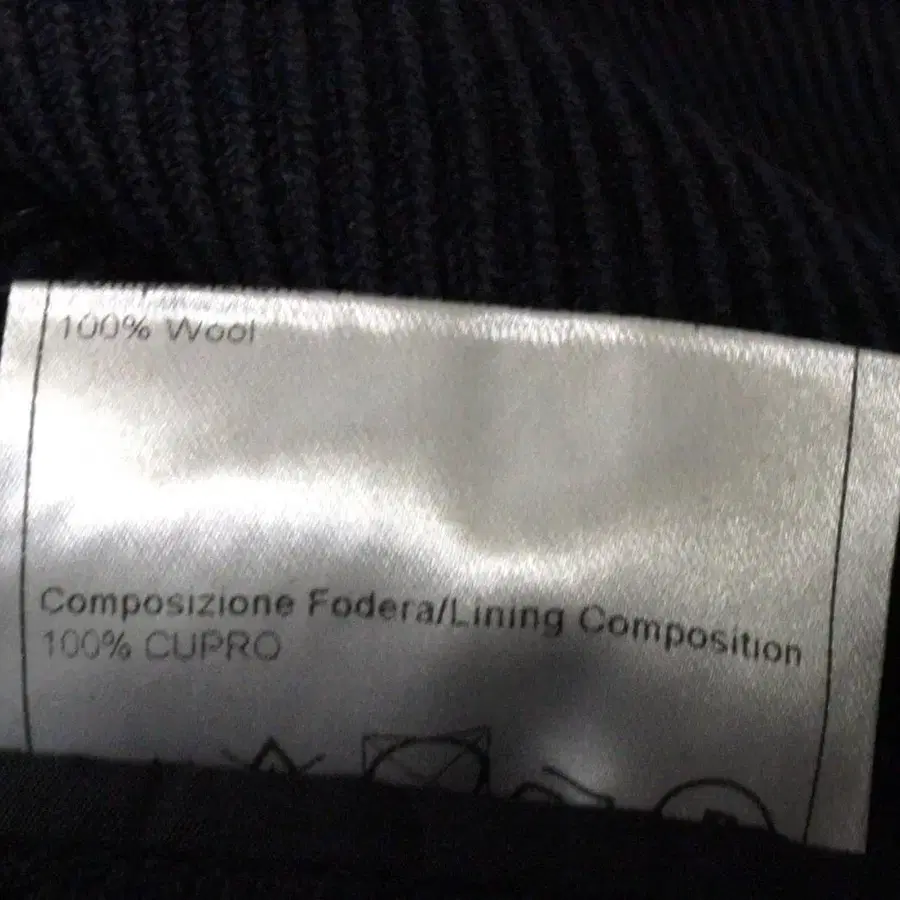 100% Wool
Composizione Fodera/Lining Composition
100% CUPRO